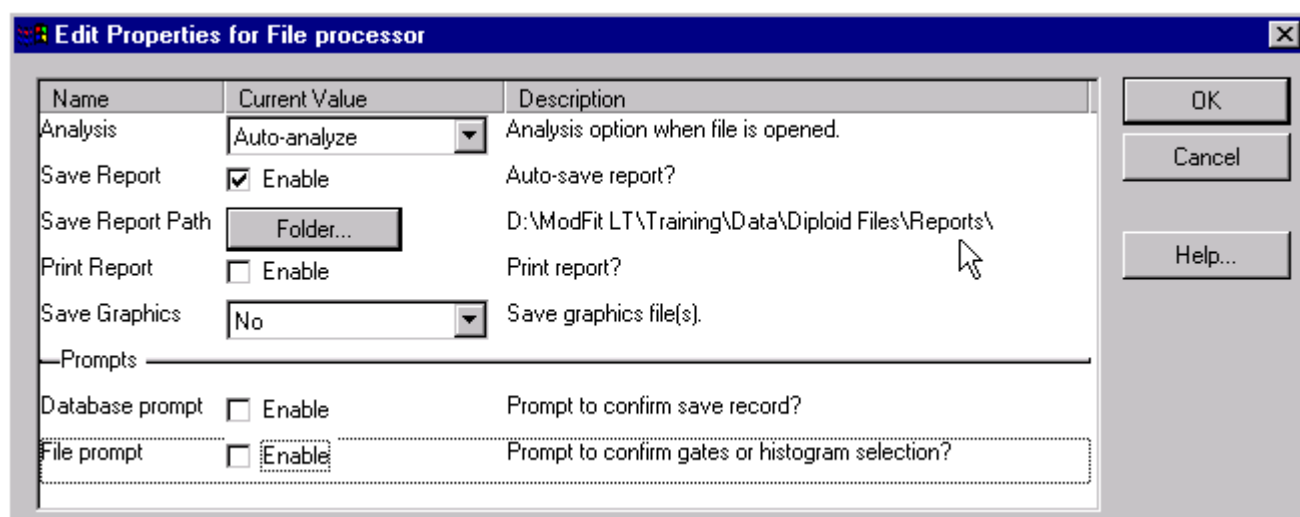 Edit Properties for File processor
Name Current Value Description
Analysis Auto-analyze Analysis option when file is opened.
Save Report Enable Auto-save report?
Save Report Path Folder... D:\ModFit LT\Training\Data\Diploid Files\Reports\
Print Report Enable Print report?
Save Graphics No Save graphics file(s).
Prompts
Database prompt Enable Prompt to confirm save record?
File prompt Enable Prompt to confirm gates or histogram selection?
OK
Cancel
Help...